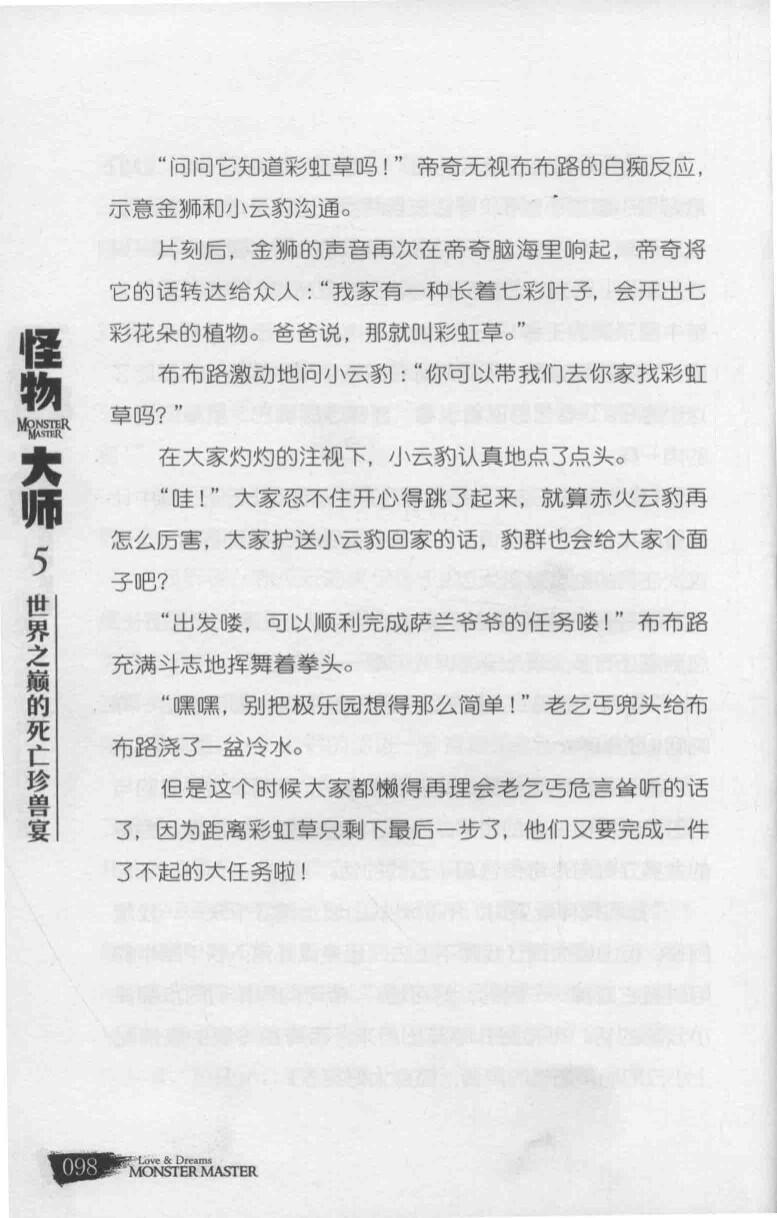 “问问它知道彩虹草吗！”帝奇无视布布路的白痴反应，
示意金狮和小云豹沟通。
片刻后，金狮的声音再次在帝奇脑海里响起，帝奇将
它的话转达给众人：“我家有一种长着七彩叶子，会开出七
彩花朵的植物。爸爸说，那就叫彩虹草。”
布布路激动地问小云豹：“你可以带我们去你家找彩虹
草吗？”
在大家灼灼的注视下，小云豹认真地点了点头。
“哇！”大家忍不住开心得跳了起来，就算赤火云豹再
怎么厉害，大家护送小云豹回家的话，豹群也会给大家个面
子吧？
“出发喽，可以顺利完成萨兰爷爷的任务喽！”布布路
充满斗志地挥舞着拳头。
“嘿嘿，别把极乐园想得那么简单！”老乞丐兜头给布
布路浇了一盆冷水。
但是这个时候大家都懒得再理会老乞丐危言耸听的话
了，因为距离彩虹草只剩下最后一步了，他们又要完成一件
了不起的大任务啦！
怪物
MONSTER
MASTER
大师
5
世界之巅的死亡珍兽宴
098
Love & Dreams
MONSTER MASTER